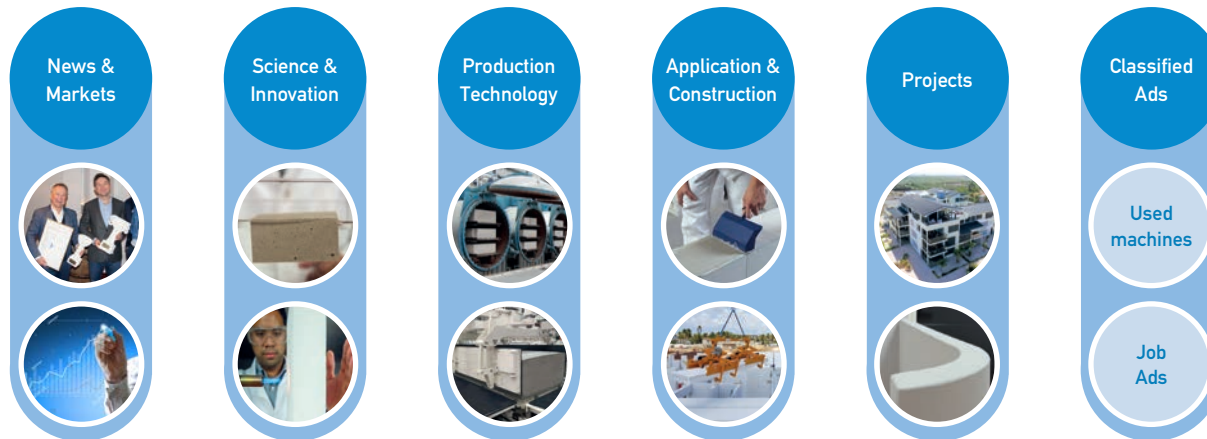 News &
Markets
Science &
Innovation
Production
Technology
Application &
Construction
Projects
Classified
Ads
Used
machines
Job
Ads